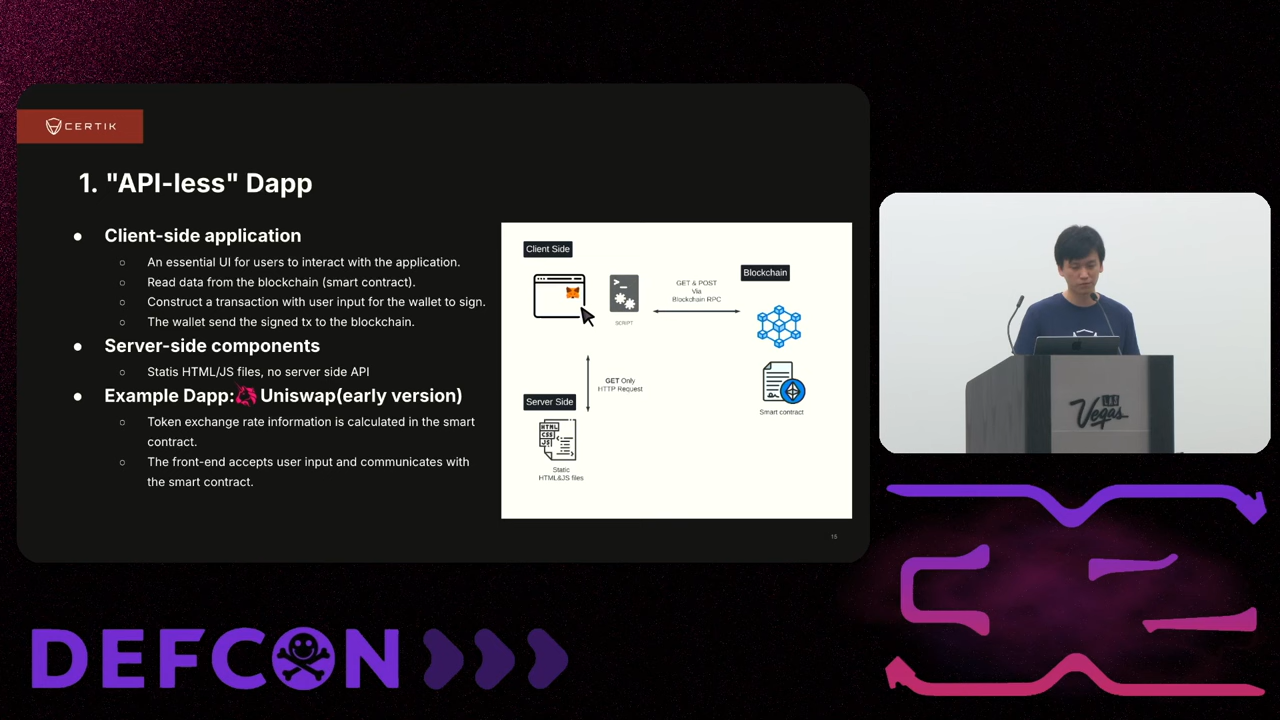 CERTIK
1. "API-less" Dapp
● Client-side application
○ An essential UI for users to interact with the application.
○ Read data from the blockchain (smart contract).
○ Construct a transaction with user input for the wallet to sign.
○ The wallet send the signed tx to the blockchain.
● Server-side components
○ Statis HTML/JS files, no server side API
● Example Dapp: Uniswap(early version)
○ Token exchange rate information is calculated in the smart
contract.
○ The front-end accepts user input and communicates with
the smart contract.
Client Side
SCRIPT
GET & POST
Via
Blockchain RPC
Blockchain
Smart contract
GET Only
HTTP Request
Server Side
HTML
CSS
JS
Static
HTML&JS files
15
LAS
Vegas
DEFCON